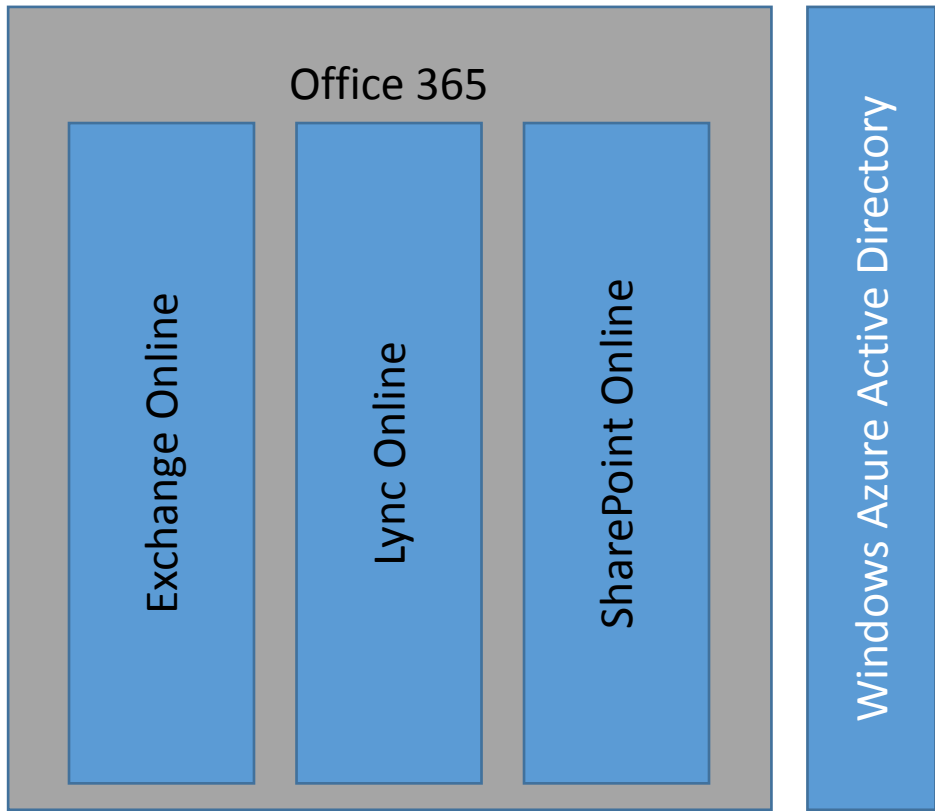 Office 365
Exchange Online
Lync Online
SharePoint Online
Windows Azure Active Directory